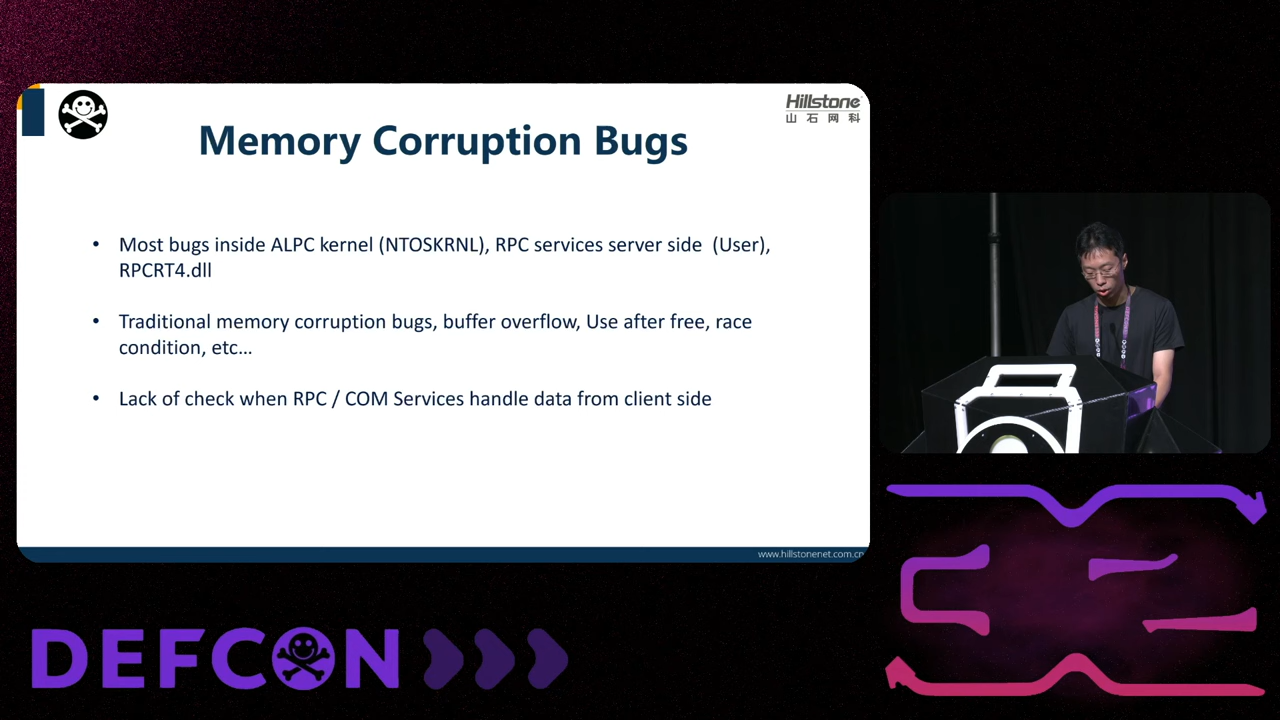 Hillstone
山石网科
Memory Corruption Bugs
• Most bugs inside ALPC kernel (NTOSKRNL), RPC services server side (User),
RPCRT4.dll
• Traditional memory corruption bugs, buffer overflow, Use after free, race
condition, etc...
• Lack of check when RPC / COM Services handle data from client side
www.hillstonenet.com.cn
DEFCON